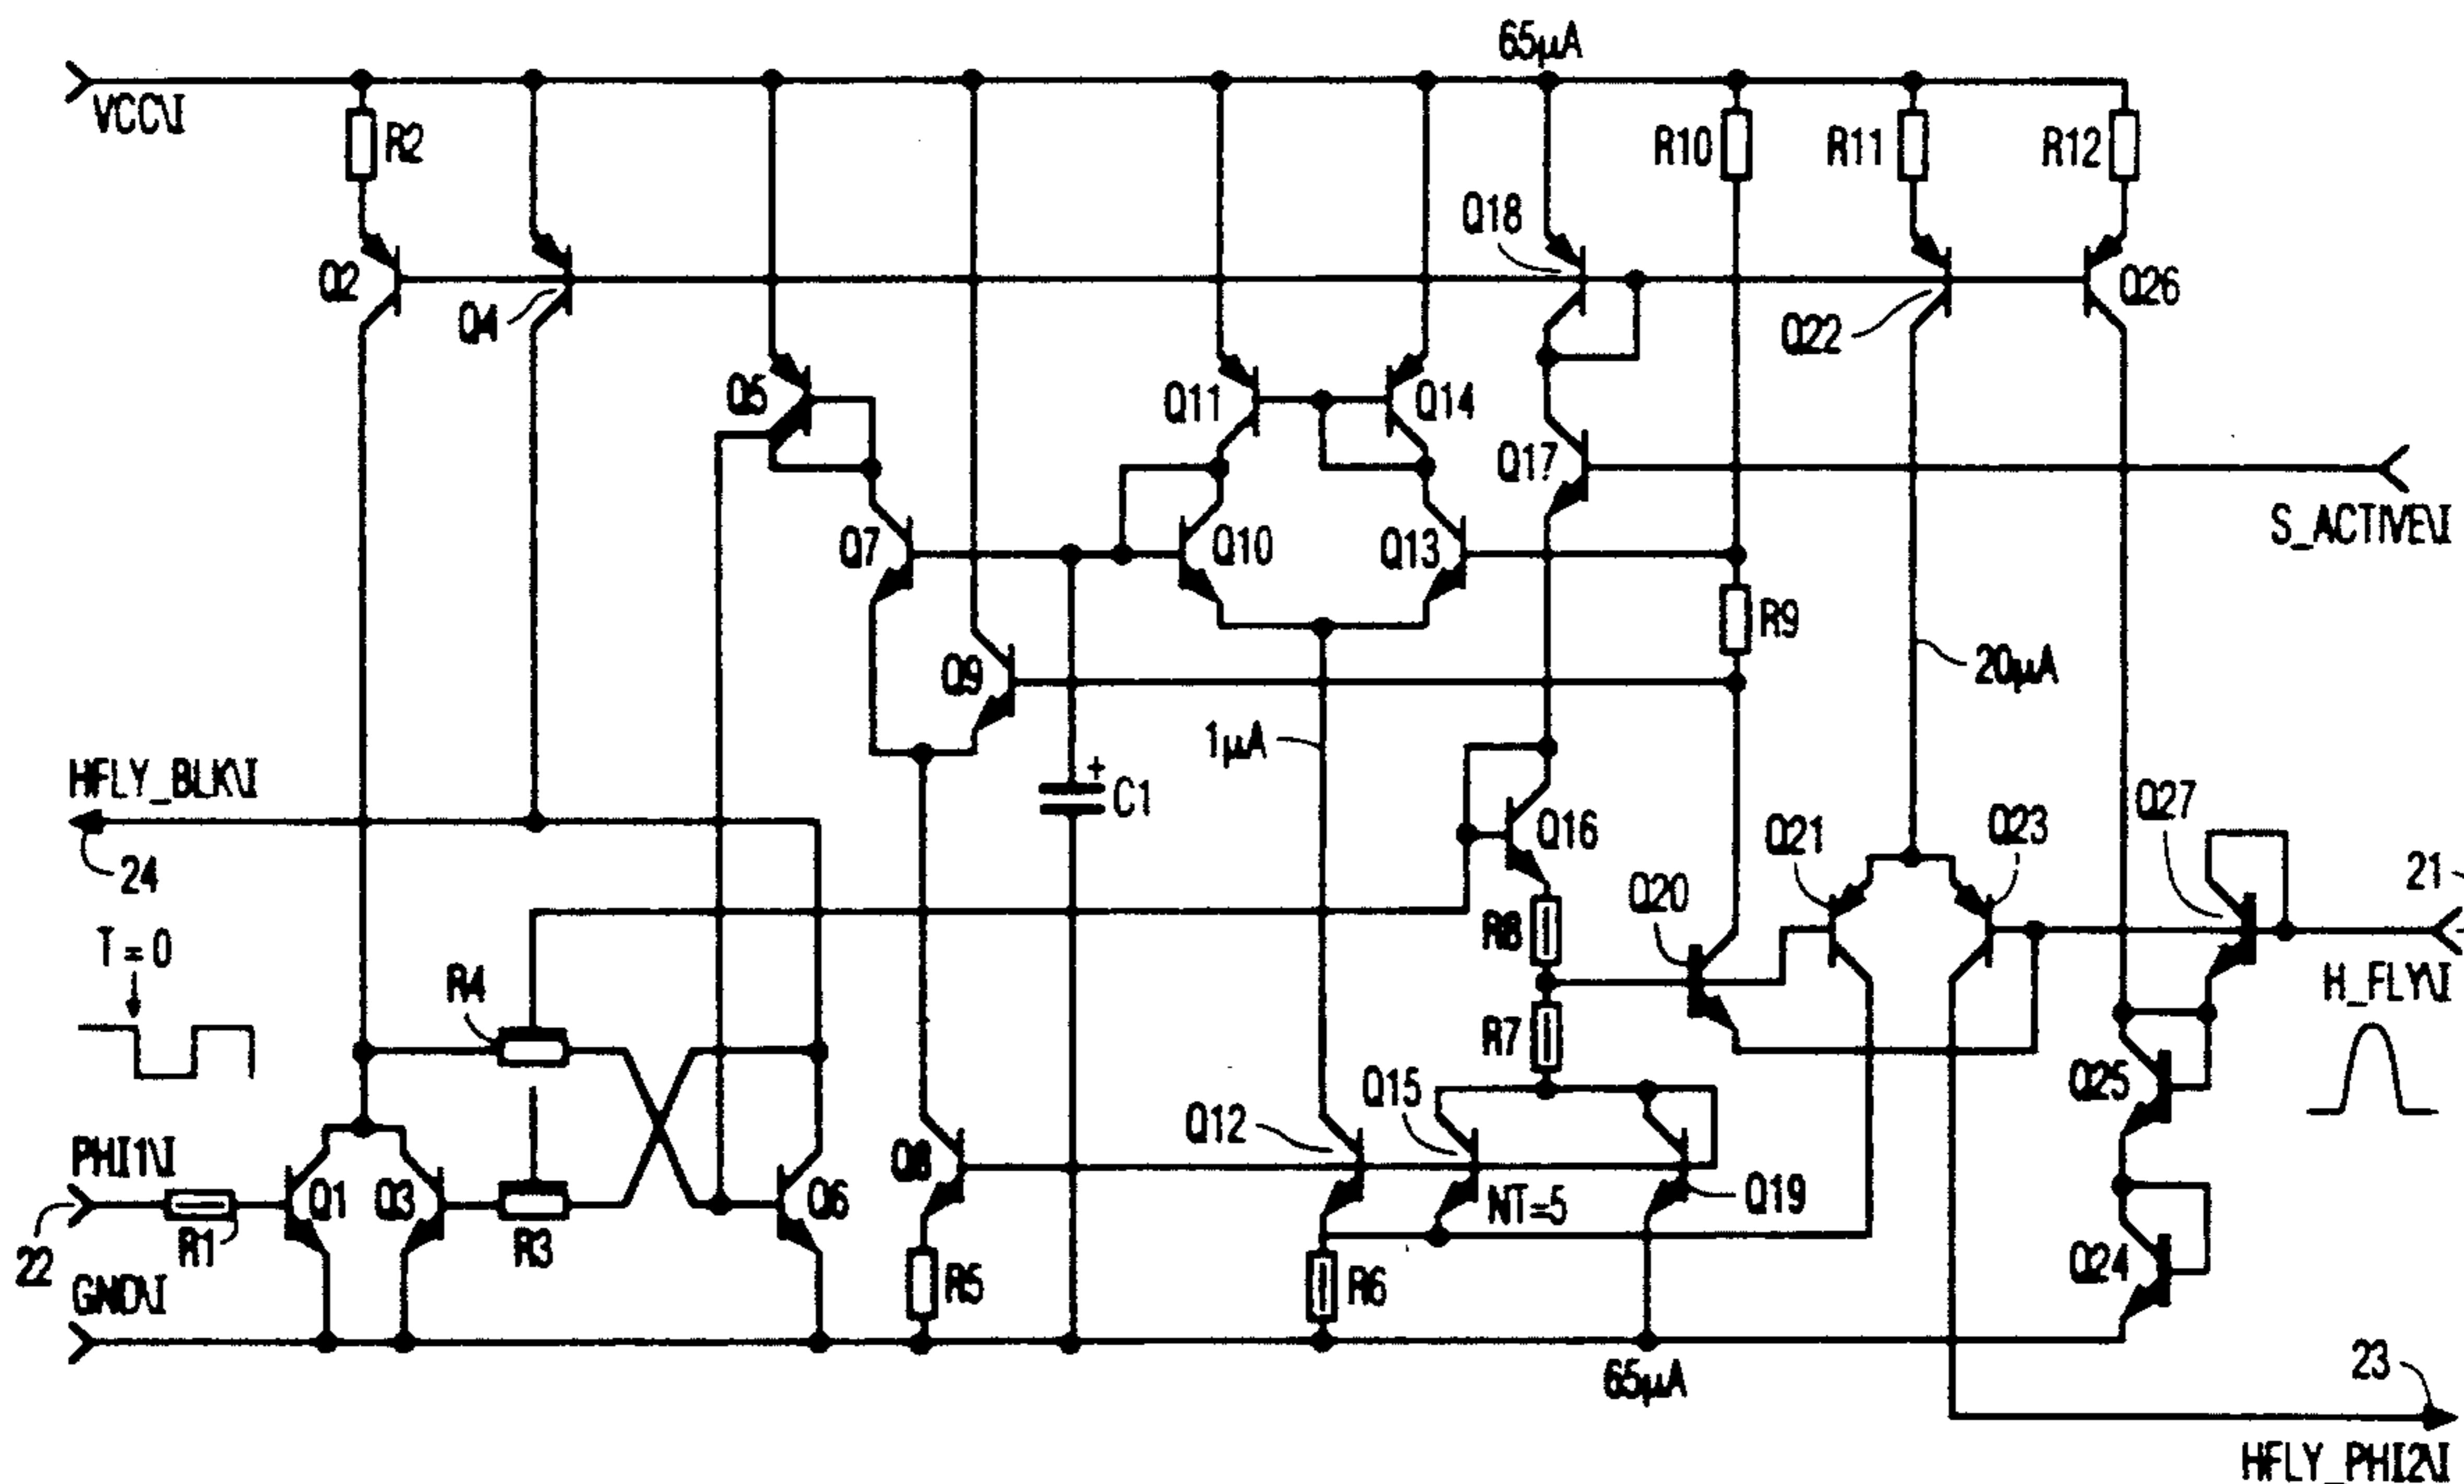 65µA
VCC\I
R2
R10
R11
R12
Q18
Q2
Q4
Q22
Q26
Q5
Q11
Q14
Q17
S_ACTIVE\I
Q7
Q10
Q13
R9
Q9
20µA
1µA
HFLY_BLK\I
+
C1
Q16
Q21
Q23
Q27
24
21
T = 0
R4
R8
Q20
H_FLY\I
R7
Q25
Q15
Q12
PHI1\I
Q8
Q1
Q3
Q6
NT=5
Q19
22
R1
R3
Q24
GND\I
R5
R6
65µA
23
HFLY_PHI2\I